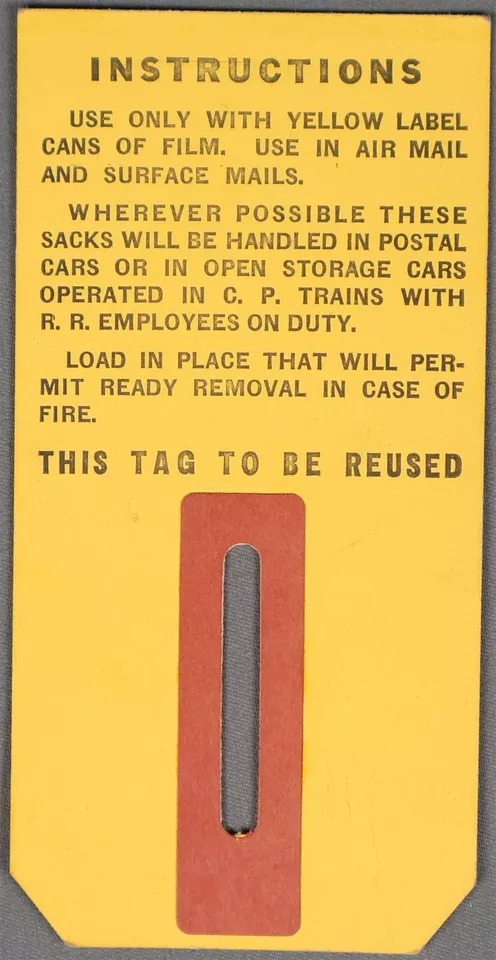 INSTRUCTIONS
USE ONLY WITH YELLOW LABEL
CANS OF FILM. USE IN AIR MAIL
AND SURFACE MAILS.
WHEREVER POSSIBLE THESE
SACKS WILL BE HANDLED IN POSTAL
CARS OR IN OPEN STORAGE CARS
OPERATED IN C. P. TRAINS WITH
R. R. EMPLOYEES ON DUTY.
LOAD IN PLACE THAT WILL PER-
MIT READY REMOVAL IN CASE OF
FIRE.
THIS TAG TO BE REUSED